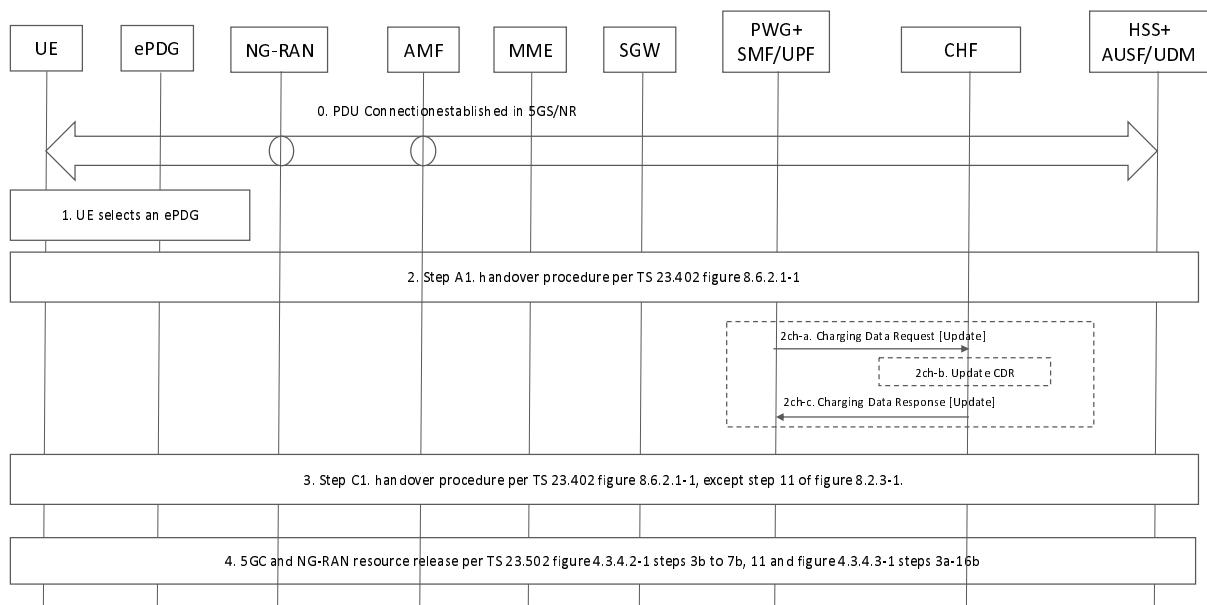 UE
ePDG
NG-RAN
AMF
MME
SGW
PWG+
SMF/UPF
CHF
HSS+
AUSF/UDM
0. PDU Connectionestablished in 5GS/NR
1. UE selects an ePDG
2. Step A1. handover procedure per TS 23.402 figure 8.6.2.1-1
2ch-a. Charging Data Request [Update]
2ch-b. Update CDR
2ch-c. Charging Data Response [Update]
3. Step C1. handover procedure per TS 23.402 figure 8.6.2.1-1, except step 11 of figure 8.2.3-1.
4. 5GC and NG-RAN resource release per TS 23.502 figure 4.3.4.2-1 steps 3b to 7b, 11 and figure 4.3.4.3-1 steps 3a-16b